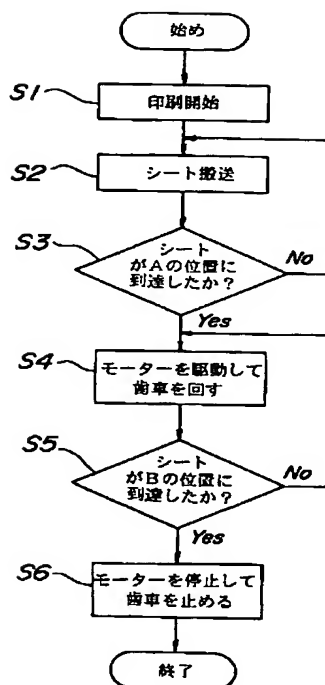 始め
S1
印刷開始
S2
シート搬送
S3
シート
がAの位置に
到達したか？
No
Yes
S4
モーターを駆動して
歯車を回す
S5
シート
がBの位置に
到達したか？
No
Yes
S6
モーターを停止して
歯車を止める
終了